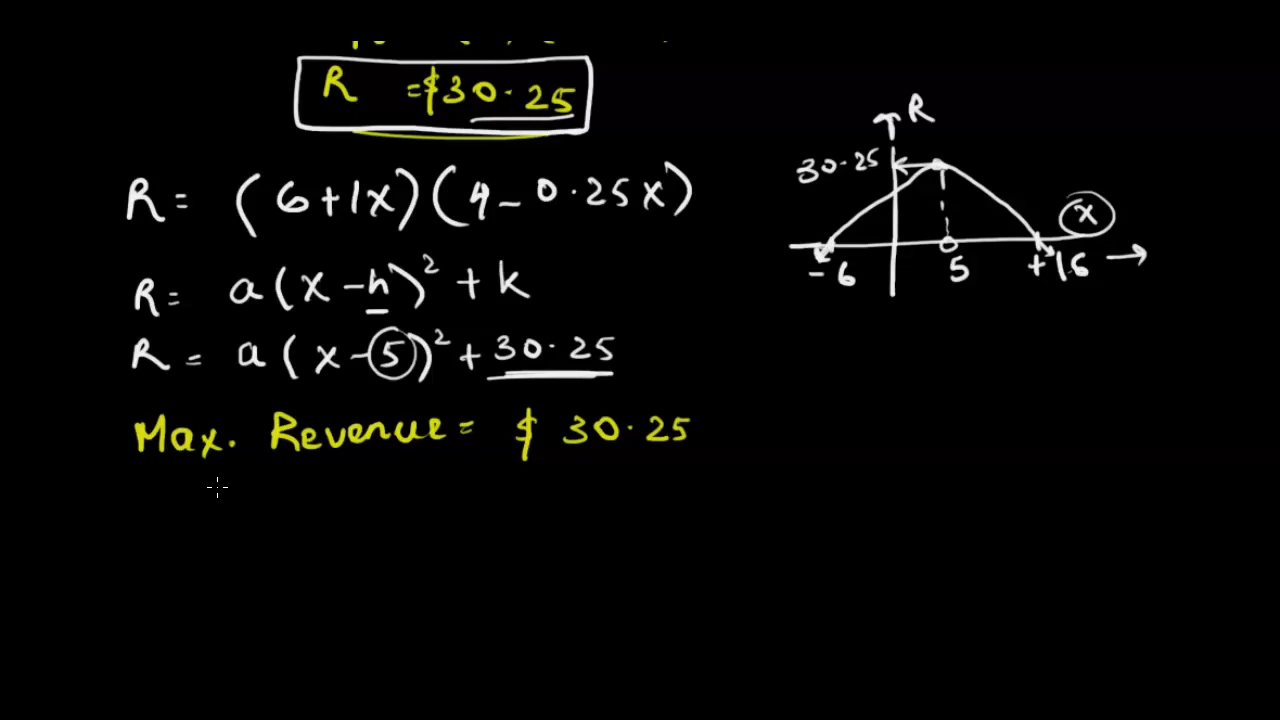 R = $30.25
R = (6+1x)(4-0.25x)
R = a(x-h)² + k
R = a(x-5)² + 30.25
Max. Revenue = $ 30.25
R
30.25
x
-6 5 +16